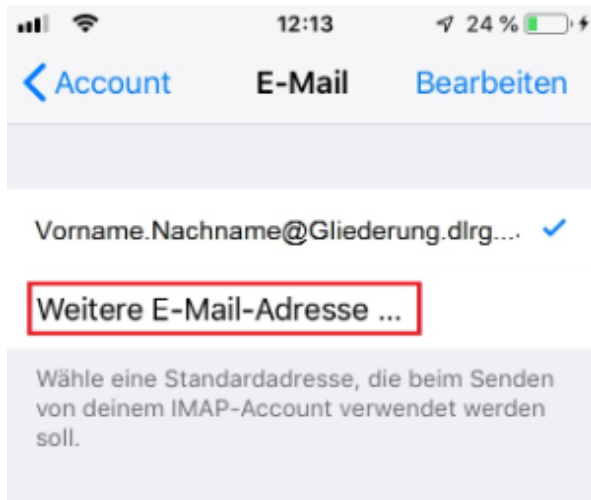 12:13 24 %
Account E-Mail Bearbeiten
Vorname.Nachname@Gliederung.dlrg....
Weitere E-Mail-Adresse ...
Wähle eine Standardadresse, die beim Senden
von deinem IMAP-Account verwendet werden
soll.